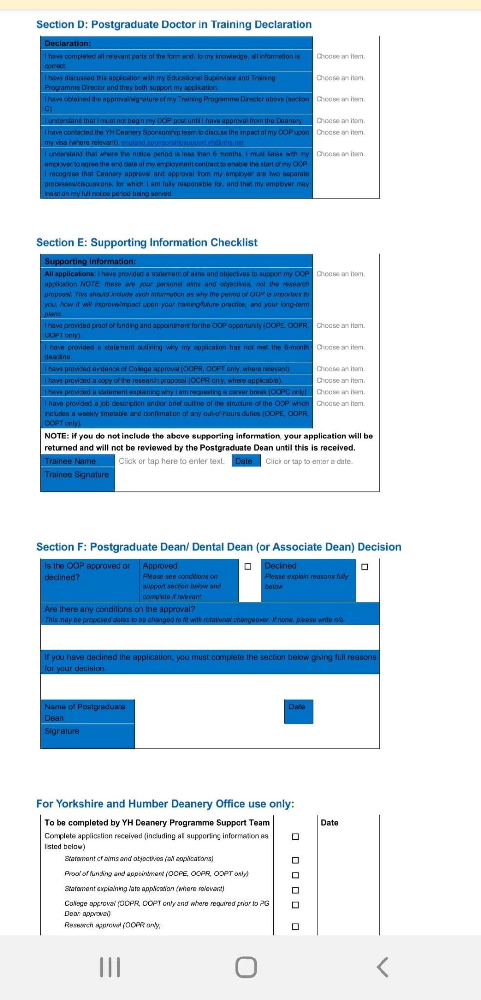 Section D: Postgraduate Doctor in Training Declaration
Declaration:
I have completed all relevant parts of the form and, to my knowledge, all information is
correct.
Choose an item.
I have discussed this application with my Educational Supervisor and Training
Programme Director and they both support my application.
Choose an item.
I have obtained the approval/signature of my Training Programme Director above (section
C)
Choose an item.
I understand that I must not begin my OOP post until I have approval from the Deanery.
Choose an item.
I have contacted the YH Deanery Sponsorship team to discuss the impact of my OOP upon
my visa (where relevant). england.sponsorshipsupport.yh@nhs.net
Choose an item.
I understand that where the notice period is less than 6 months, I must liaise with my
employer to agree the end date of my employment contract to enable the start of my OOP.
I recognise that Deanery approval and approval from my employer are two separate
processes/discussions, for which I am fully responsible for, and that my employer may
insist on my full notice period being served
Choose an item.
Section E: Supporting Information Checklist
Supporting Information:
All applications: I have provided a statement of aims and objectives to support my OOP
application. NOTE: these are your personal aims and objectives, not the research
proposal. This should include such information as why the period of OOP is important to
you, how it will improve/impact upon your training/future practice, and your long-term
plans.
Choose an item.
I have provided proof of funding and appointment for the OOP opportunity (OOPE, OOPR,
OOPT only)
Choose an item.
I have provided a statement outlining why my application has not met the 6-month
deadline.
Choose an item.
I have provided evidence of College approval (OOPR, OOPT only, where relevant)
Choose an item.
I have provided a copy of the research proposal (OOPR only, where applicable).
Choose an item.
I have provided a statement explaining why I am requesting a career break (OOPC only)
Choose an item.
I have provided a job description and/or brief outline of the structure of the OOP which
includes a weekly timetable and confirmation of any out-of-hours duties (OOPE, OOPR,
OOPT only).
Choose an item.
NOTE: if you do not include the above supporting information, your application will be
returned and will not be reviewed by the Postgraduate Dean until this is received.
Trainee Name Click or tap here to enter text. Date Click or tap to enter a date.
Trainee Signature
Section F: Postgraduate Dean/ Dental Dean (or Associate Dean) Decision
Is the OOP approved or
declined?
Approved
Please see conditions on
support section below and
complete if relevant
Declined
Please explain reasons fully
below
Are there any conditions on the approval?
This may be proposed dates to be changed to fit with rotational changeover. If none, please write n/a.
If you have declined the application, you must complete the section below giving full reasons
for your decision.
Name of Postgraduate
Dean
Date
Signature
For Yorkshire and Humber Deanery Office use only:
To be completed by YH Deanery Programme Support Team Date
Complete application received (including all supporting information as
listed below)
Statement of aims and objectives (all applications)
Proof of funding and appointment (OOPE, OOPR, OOPT only)
Statement explaining late application (where relevant)
College approval (OOPR, OOPT only and where required prior to PG
Dean approval)
Research approval (OOPR only)